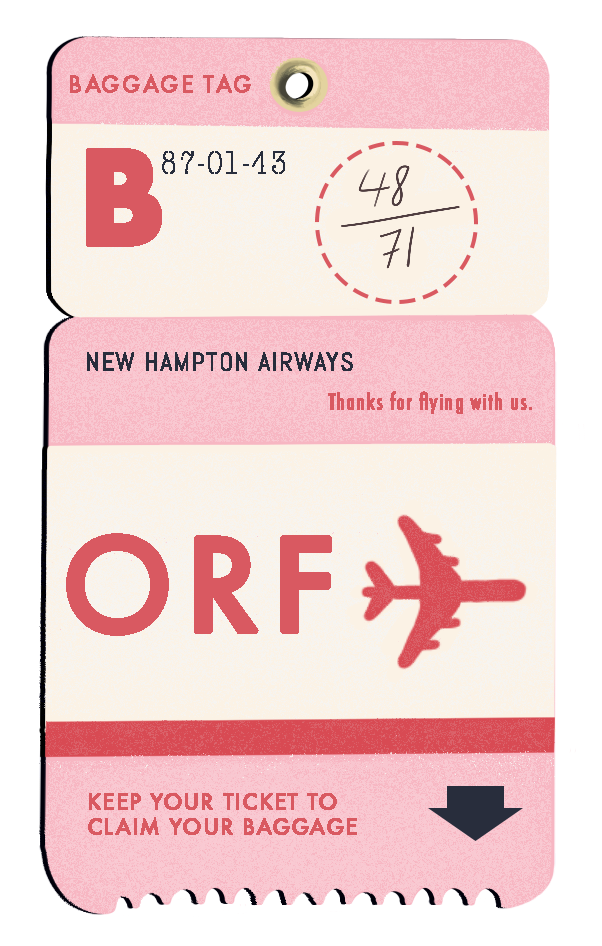 BAGGAGE TAG
B 87-01-43
48
71
NEW HAMPTON AIRWAYS
Thanks for flying with us.
ORF
KEEP YOUR TICKET TO
CLAIM YOUR BAGGAGE